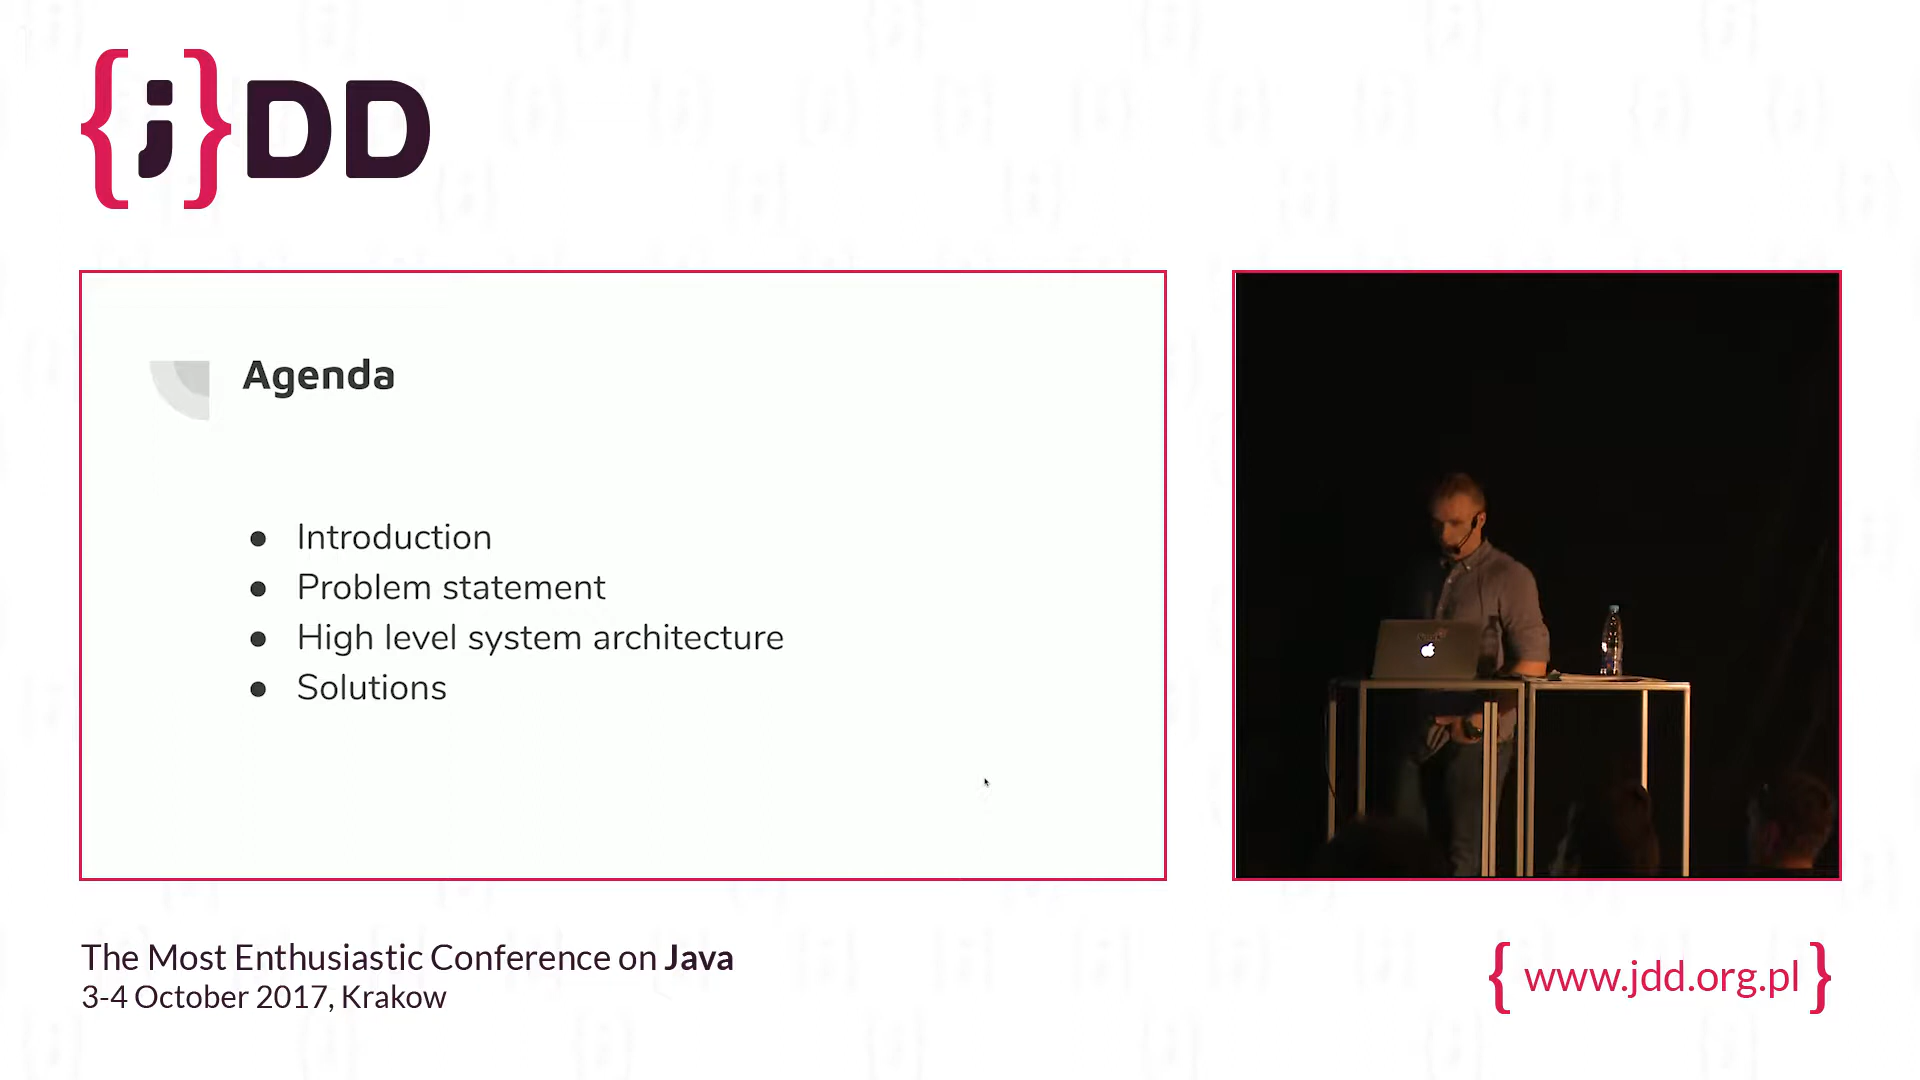 {;}DD
Agenda
● Introduction
● Problem statement
● High level system architecture
● Solutions
The Most Enthusiastic Conference on Java
3-4 October 2017, Krakow
{ www.jdd.org.pl }